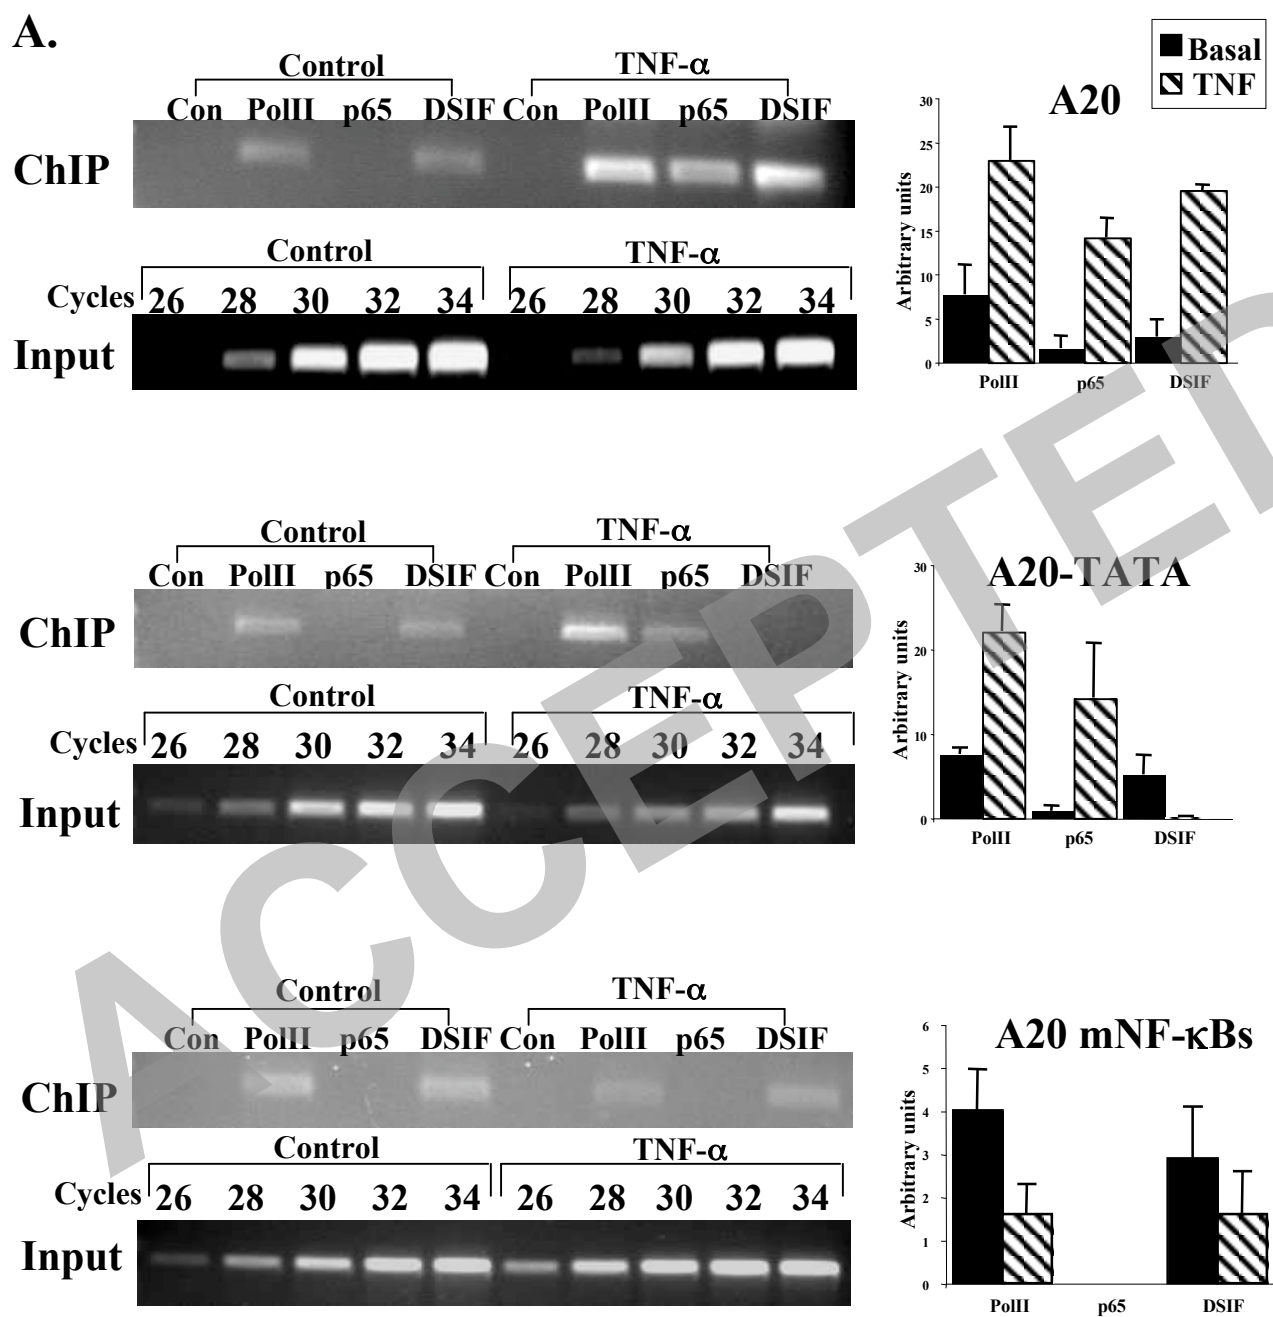 A.
Control TNF-α
Con PolII p65 DSIF Con PolII p65 DSIF
ChIP
Control TNF-α
Cycles 26 28 30 32 34 26 28 30 32 34
Input
Basal
TNF
A20
30
25
20
15
10
5
0
Arbitrary units
PolII p65 DSIF
Control TNF-α
Con PolII p65 DSIF Con PolII p65 DSIF
ChIP
Control TNF-α
Cycles 26 28 30 32 34 26 28 30 32 34
Input
A20-TATA
30
20
10
0
Arbitrary units
PolII p65 DSIF
Control TNF-α
Con PolII p65 DSIF Con PolII p65 DSIF
ChIP
Control TNF-α
Cycles 26 28 30 32 34 26 28 30 32 34
Input
A20 mNF-κBs
6
5
4
3
2
1
0
Arbitrary units
PolII p65 DSIF
ACCEPTED